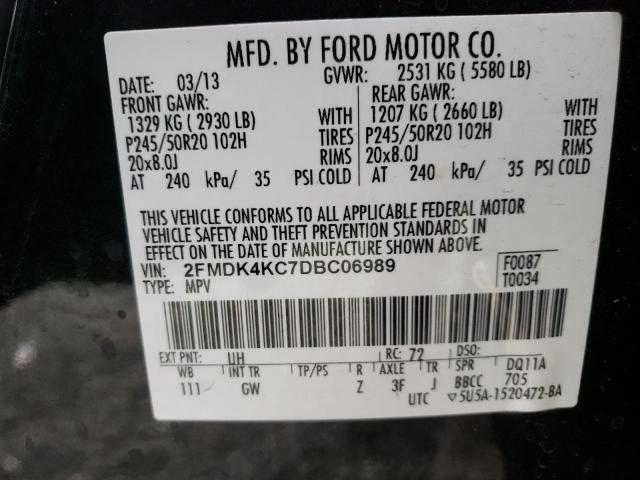 MFD. BY FORD MOTOR CO.
DATE: 03/13 GVWR: 2531 KG ( 5580 LB)
FRONT GAWR: REAR GAWR:
1329 KG ( 2930 LB) WITH 1207 KG ( 2660 LB) WITH
P245/50R20 102H TIRES P245/50R20 102H TIRES
20x8.0J RIMS 20x8.0J RIMS
AT 240 kPa/ 35 PSI COLD AT 240 kPa/ 35 PSI COLD
THIS VEHICLE CONFORMS TO ALL APPLICABLE FEDERAL MOTOR
VEHICLE SAFETY AND THEFT PREVENTION STANDARDS IN
EFFECT ON THE DATE OF MANUFACTURE SHOWN ABOVE.
VIN: 2FMDK4KC7DBC06989 F0087
TYPE: MPV T0034
EXT PNT: UH RC: 72 DSO:
WB INT TR TP/PS R AXLE TR SPR DQ11A
111 GW Z 3F J BBCC 705
UTC ▽5U5A-1520472-BA